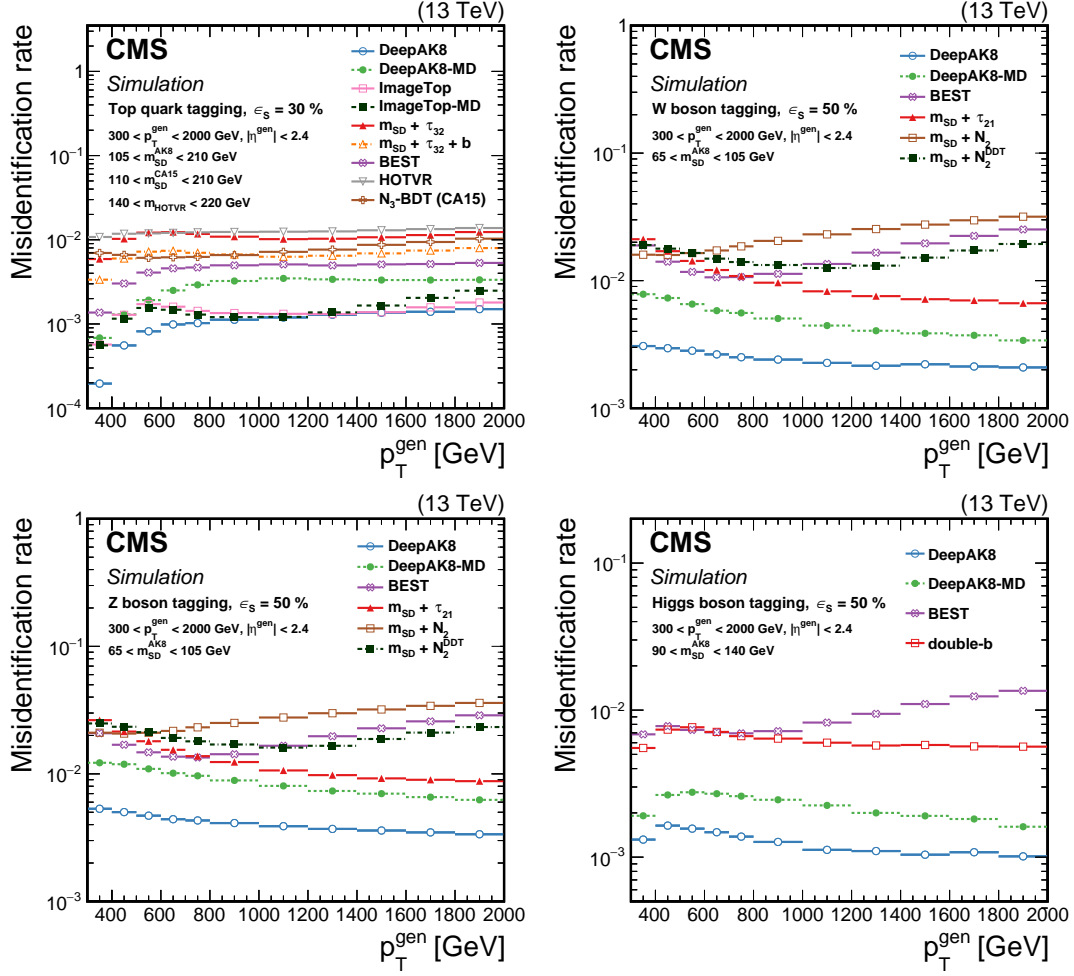 (13 TeV)
Misidentification rate
CMS
Simulation
Top quark tagging, ε_S = 30 %
300 < p_T^gen < 2000 GeV, |η^gen| < 2.4
105 < m_SD^AK8 < 210 GeV
110 < m_SD^CA15 < 210 GeV
140 < m_HOTVR < 220 GeV
DeepAK8
DeepAK8-MD
ImageTop
ImageTop-MD
m_SD + τ_32
m_SD + τ_32 + b
BEST
HOTVR
N_3-BDT (CA15)
1
10^−1
10^−2
10^−3
10^−4
400 600 800 1000 1200 1400 1600 1800 2000
p_T^gen [GeV]
(13 TeV)
Misidentification rate
CMS
Simulation
W boson tagging, ε_S = 50 %
300 < p_T^gen < 2000 GeV, |η^gen| < 2.4
65 < m_SD^AK8 < 105 GeV
DeepAK8
DeepAK8-MD
BEST
m_SD + τ_21
m_SD + N_2
m_SD + N_2^DDT
1
10^−1
10^−2
10^−3
400 600 800 1000 1200 1400 1600 1800 2000
p_T^gen [GeV]
(13 TeV)
Misidentification rate
CMS
Simulation
Z boson tagging, ε_S = 50 %
300 < p_T^gen < 2000 GeV, |η^gen| < 2.4
65 < m_SD^AK8 < 105 GeV
DeepAK8
DeepAK8-MD
BEST
m_SD + τ_21
m_SD + N_2
m_SD + N_2^DDT
1
10^−1
10^−2
10^−3
400 600 800 1000 1200 1400 1600 1800 2000
p_T^gen [GeV]
(13 TeV)
Misidentification rate
CMS
Simulation
Higgs boson tagging, ε_S = 50 %
300 < p_T^gen < 2000 GeV, |η^gen| < 2.4
90 < m_SD^AK8 < 140 GeV
DeepAK8
DeepAK8-MD
BEST
double-b
10^−1
10^−2
10^−3
400 600 800 1000 1200 1400 1600 1800 2000
p_T^gen [GeV]